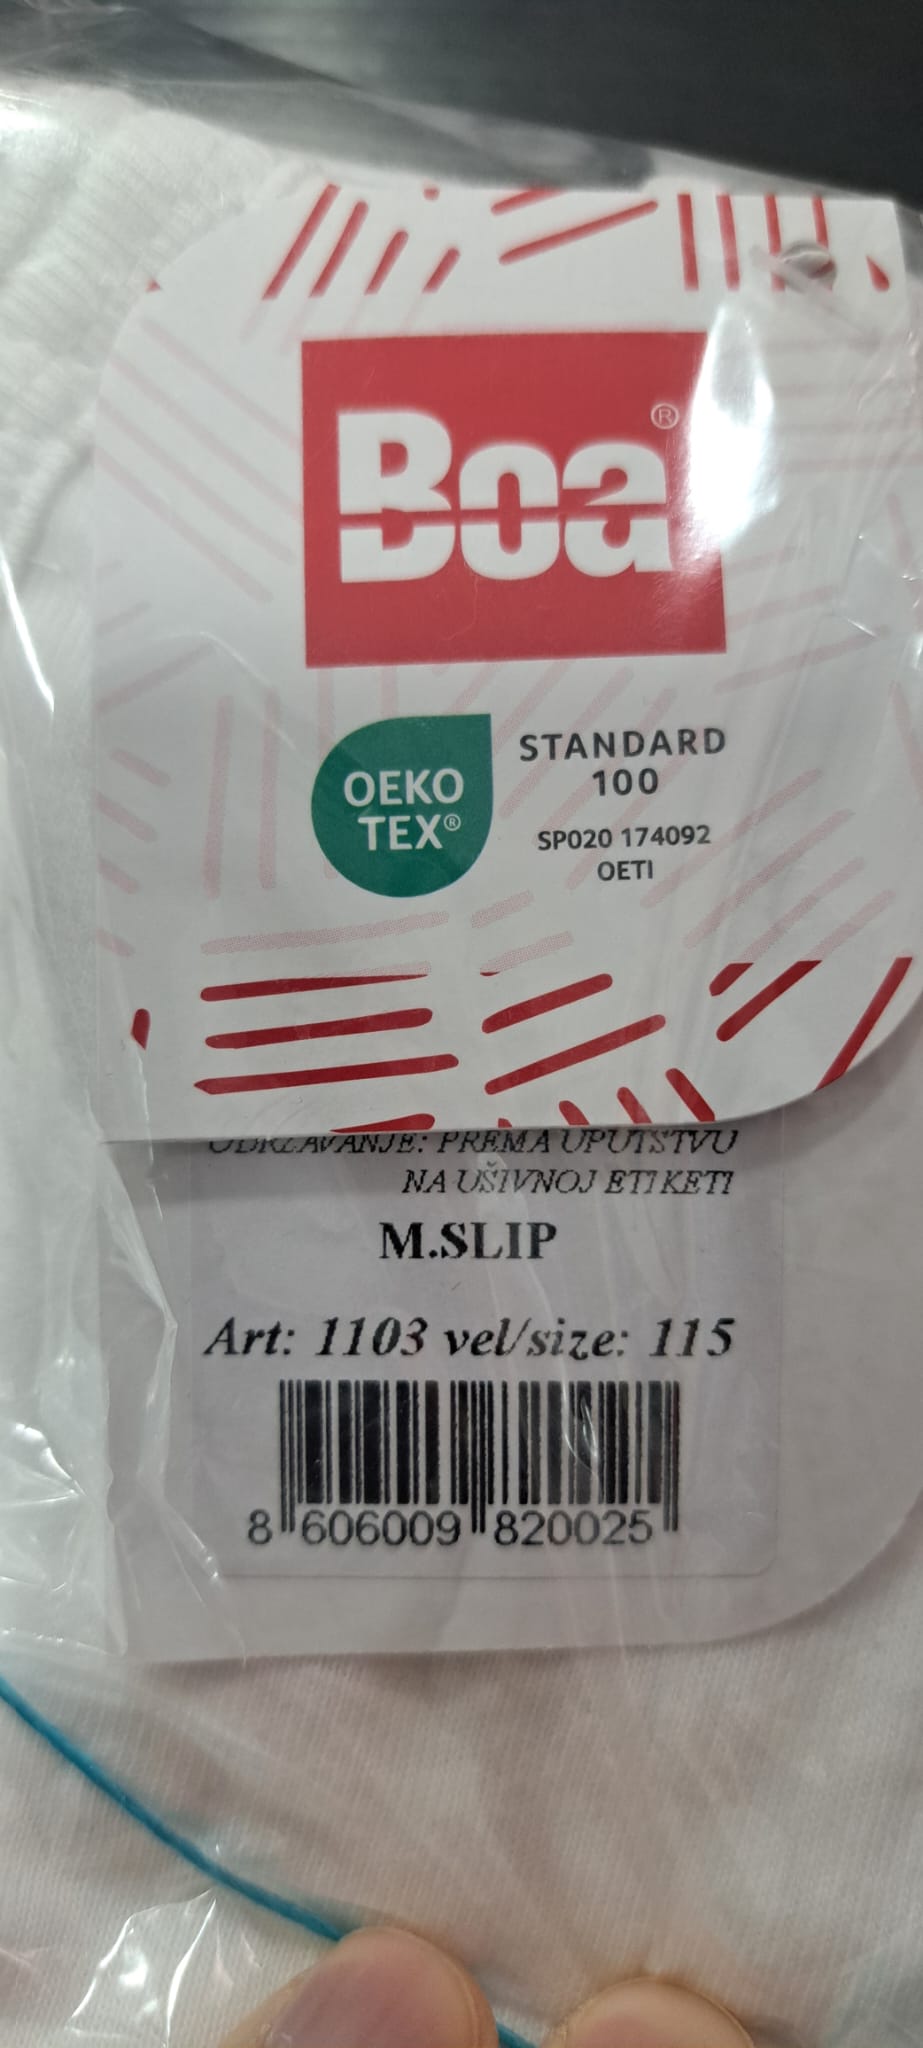 Boa®
OEKO
TEX®
STANDARD
100
SP020 174092
OETI
ODRŽAVANJE: PREMA UPUTSTVU
NA UŠIVNOJ ETIKETI
M.SLIP
Art: 1103 vel/size: 115
8 606009 820025